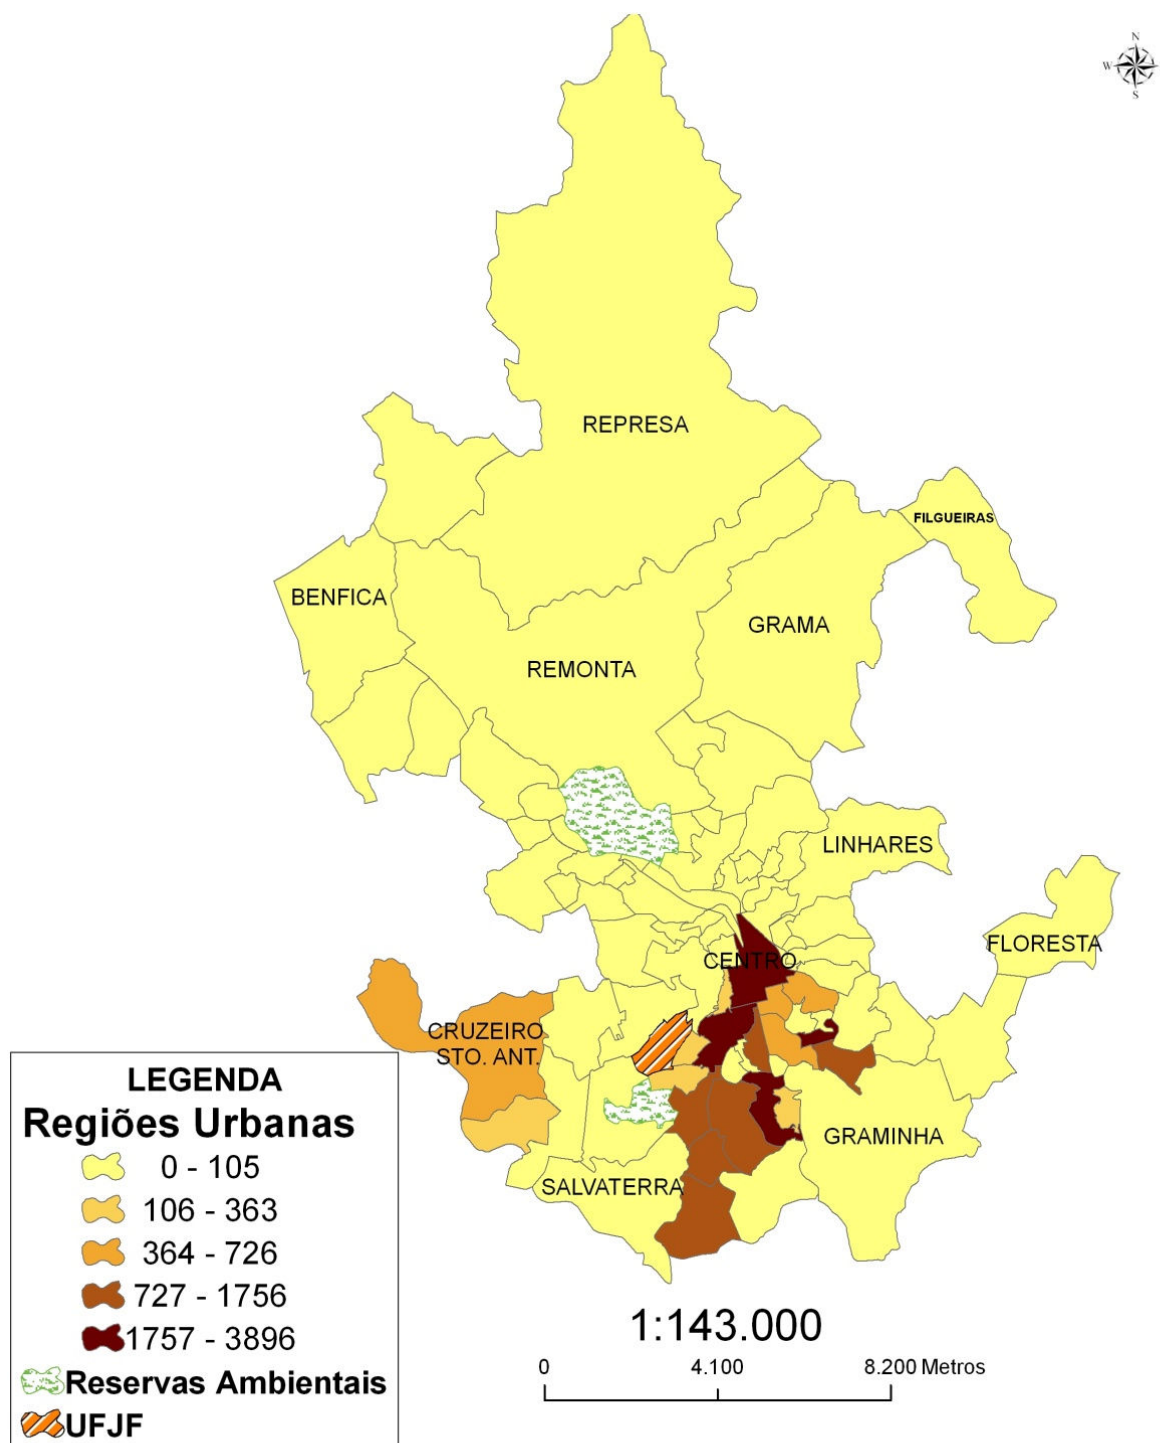 N
W
S
REPRESA
FILGUEIRAS
BENFICA
GRAMA
REMONTA
LINHARES
FLORESTA
CENTRO
CRUZEIRO
STO. ANT.
GRAMINHA
SALVATERRA
LEGENDA
Regiões Urbanas
0 - 105
106 - 363
364 - 726
727 - 1756
1757 - 3896
Reservas Ambientais
UFJF
1:143.000
0 4.100 8.200 Metros